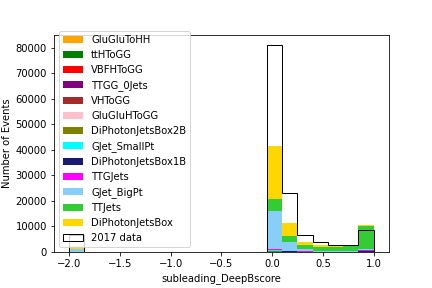 GluGluToHH
ttHToGG
VBFHToGG
TTGG_0Jets
VHToGG
GluGluHToGG
DiPhotonJetsBox2B
GJet_SmallPt
DiPhotonJetsBox1B
TTGJets
GJet_BigPt
TTJets
DiPhotonJetsBox
2017 data
Number of Events
80000
70000
60000
50000
40000
30000
20000
10000
0
−2.0 −1.5 −1.0 −0.5 0.0 0.5 1.0
subleading_DeepBscore